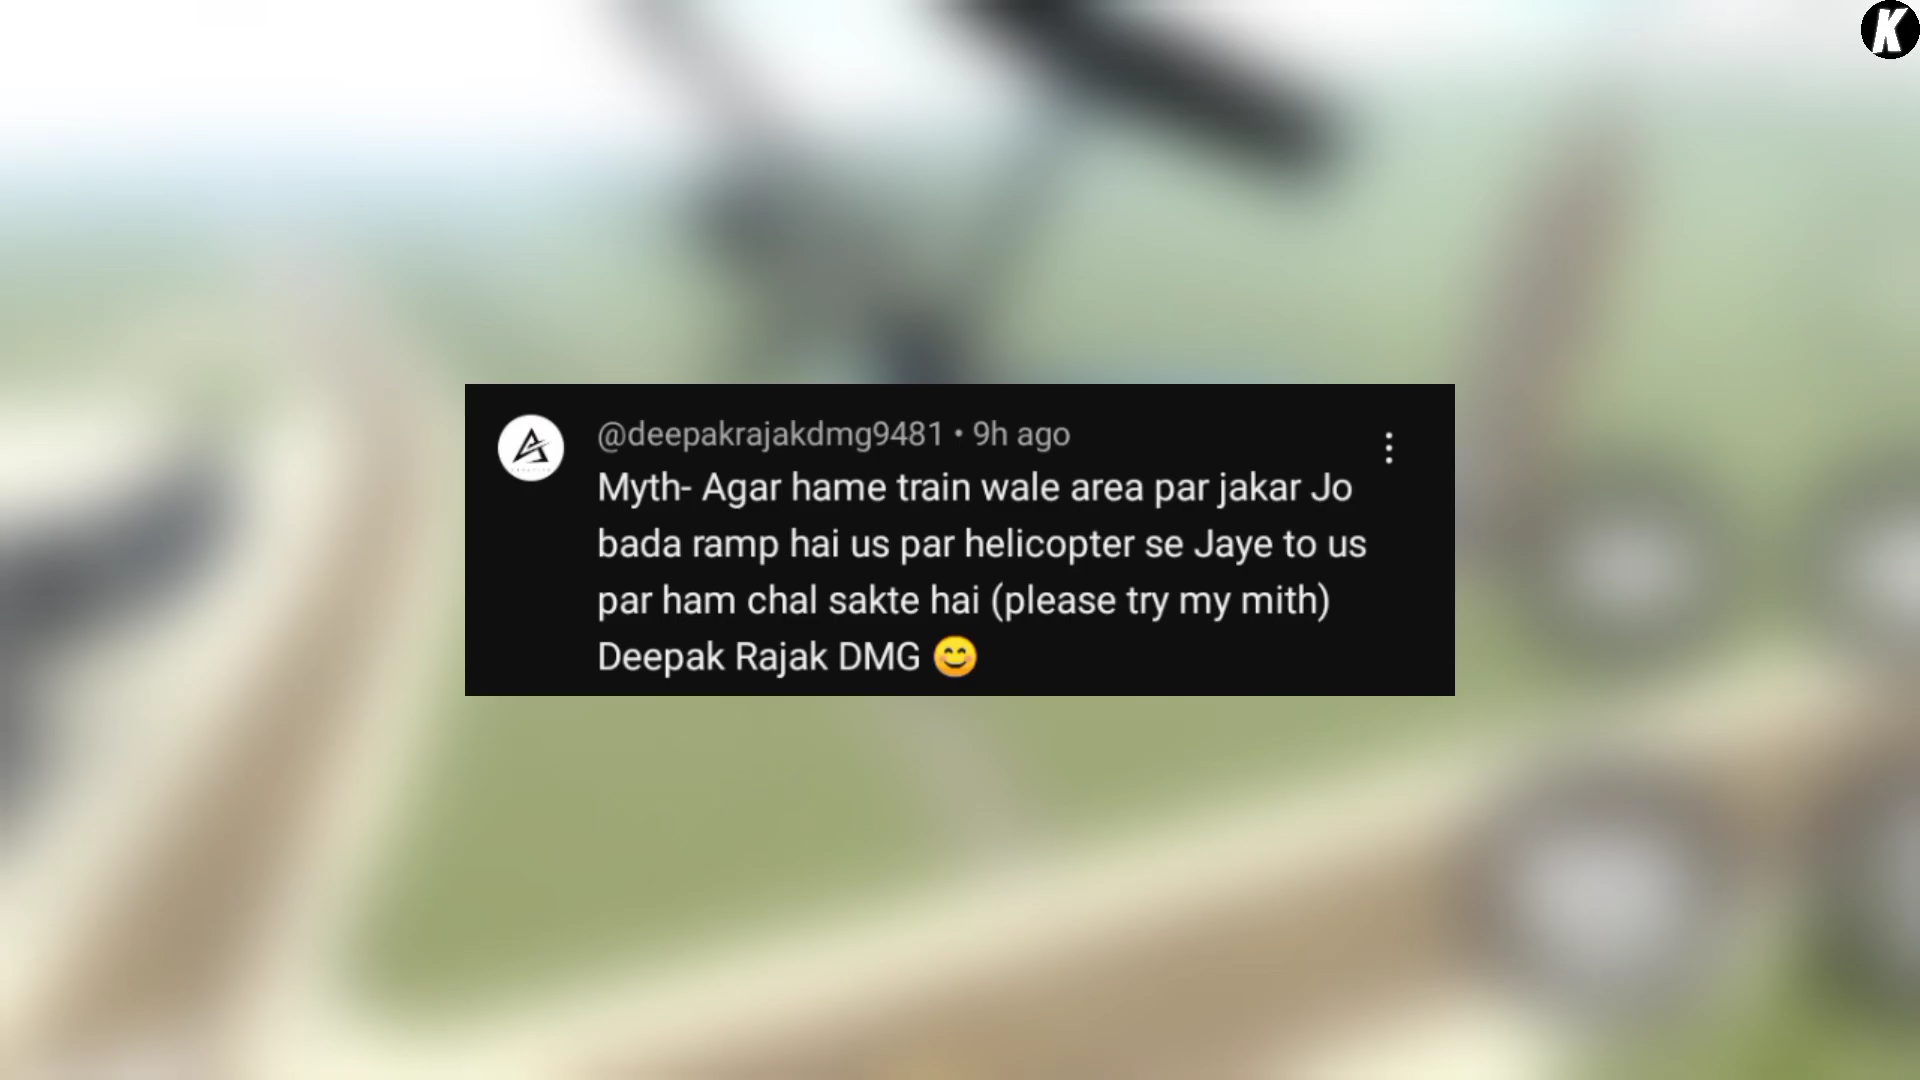 K
@deepakrajakdmg9481 • 9h ago
Myth- Agar hame train wale area par jakar Jo
bada ramp hai us par helicopter se Jaye to us
par ham chal sakte hai (please try my mith)
Deepak Rajak DMG 😊